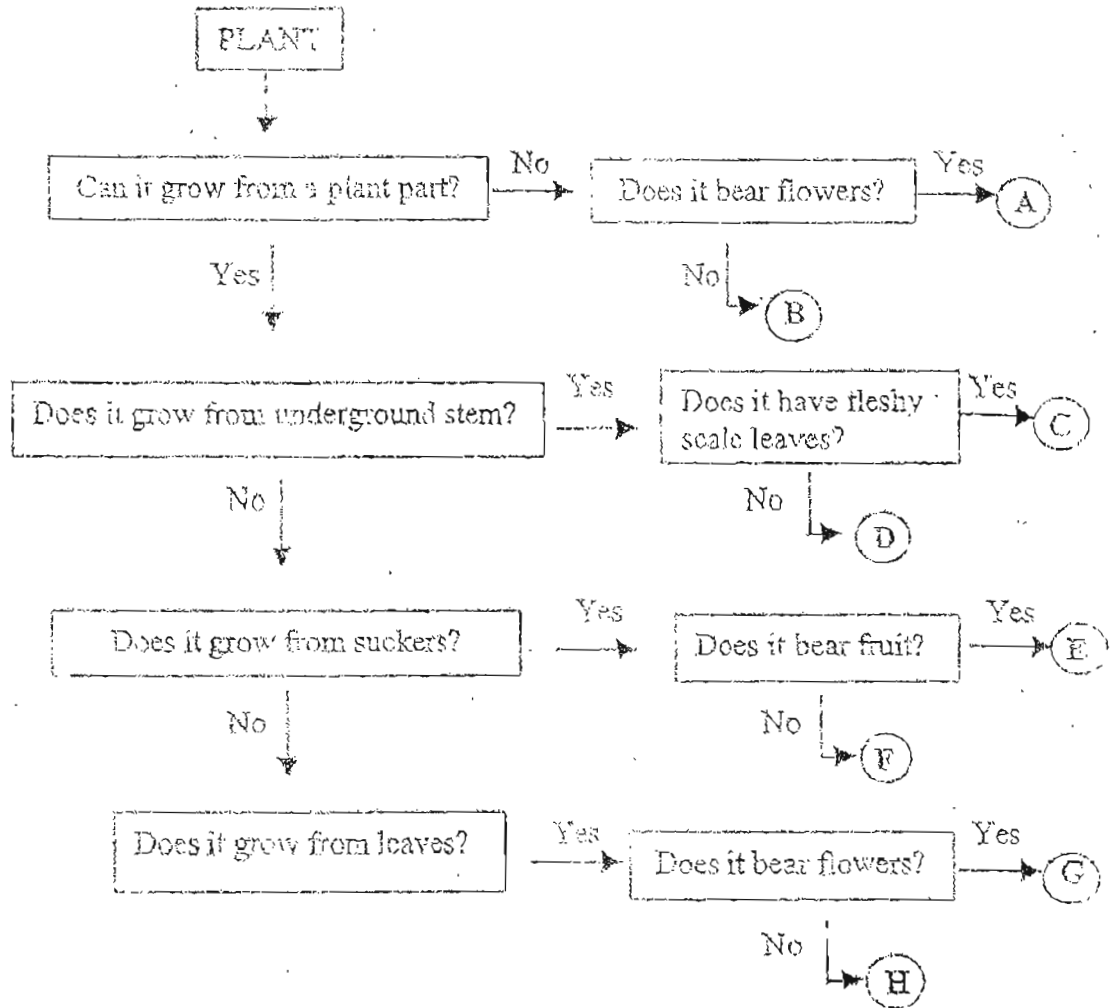 PLANT
Can it grow from a plant part?
No
Does it bear flowers?
Yes
A
Yes
No
B
Does it grow from underground stem?
Yes
Does it have fleshy
scale leaves?
Yes
C
No
No
D
Does it grow from suckers?
Yes
Does it bear fruit?
Yes
E
No
No
F
Does it grow from leaves?
Yes
Does it bear flowers?
Yes
G
No
H